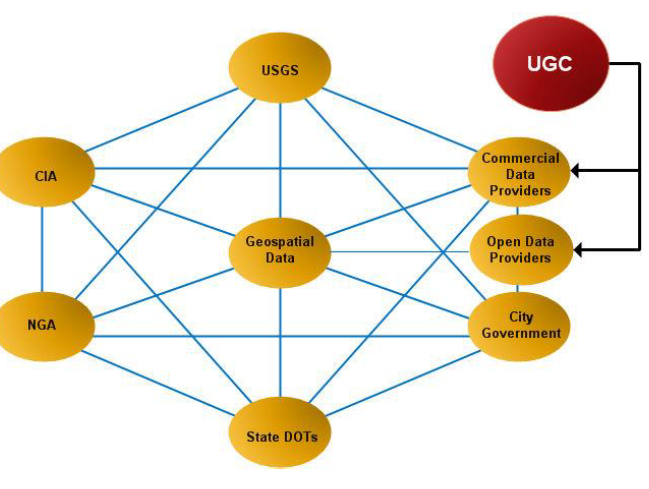 USGS
UGC
CIA
Commercial
Data
Providers
Geospatial
Data
Open Data
Providers
NGA
City
Government
State DOTs